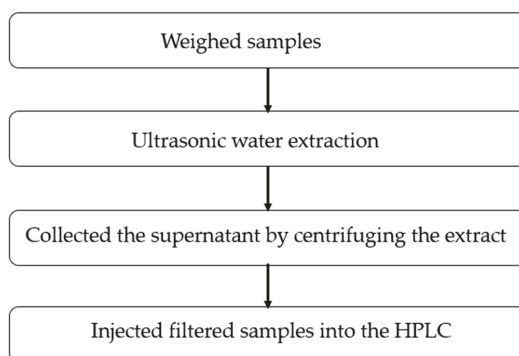 Weighed samples
Ultrasonic water extraction
Collected the supernatant by centrifuging the extract
Injected filtered samples into the HPLC